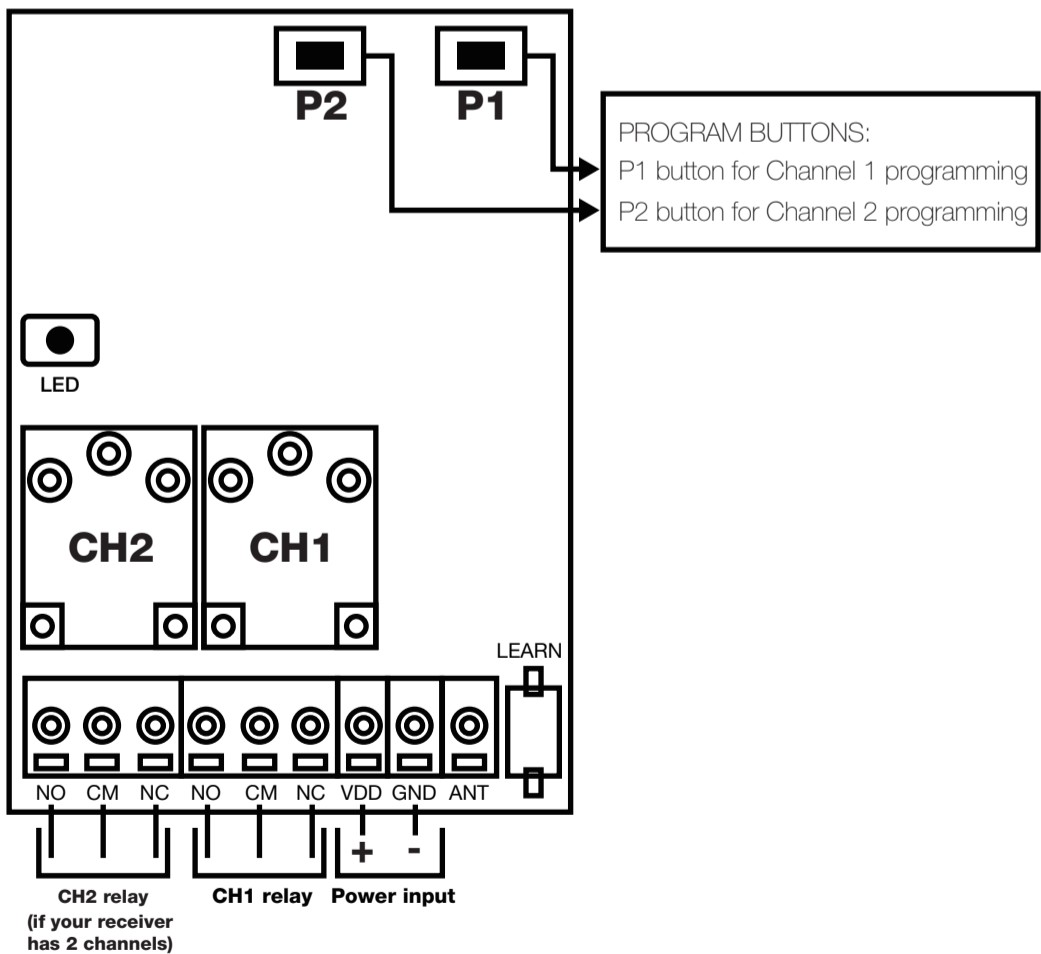 P2 P1
PROGRAM BUTTONS:
P1 button for Channel 1 programming
P2 button for Channel 2 programming
LED
CH2 CH1
LEARN
NO CM NC NO CM NC VDD GND ANT
+ -
CH2 relay CH1 relay Power input
(if your receiver
has 2 channels)